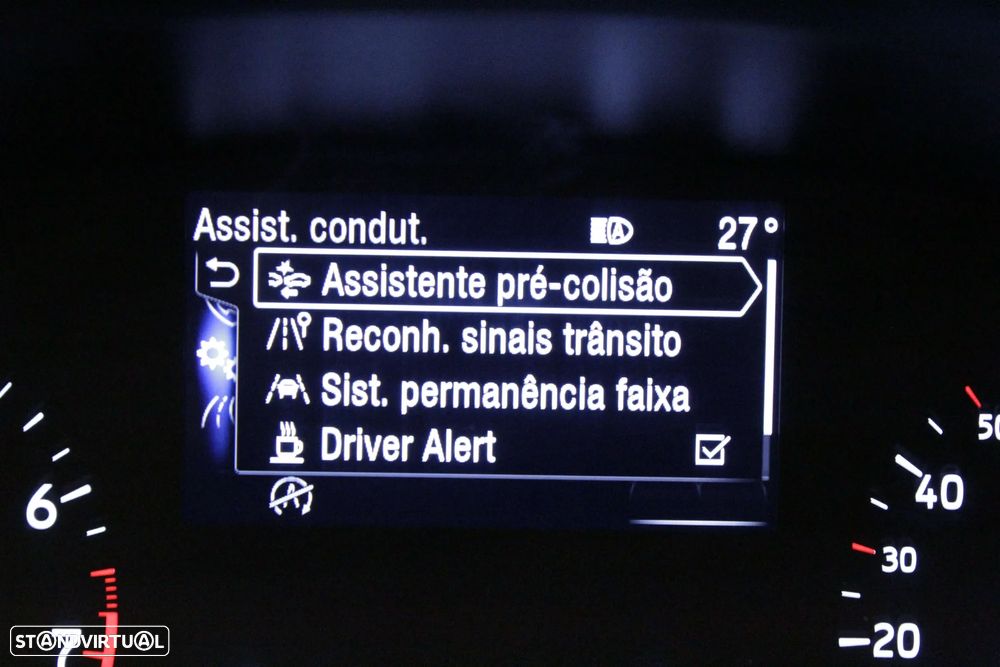 Assist. condut. A 27°
Assistente pré-colisão
Reconh. sinais trânsito
Sist. permanência faixa
Driver Alert
A
6
7
50
40
30
20
STANDVIRTUAL